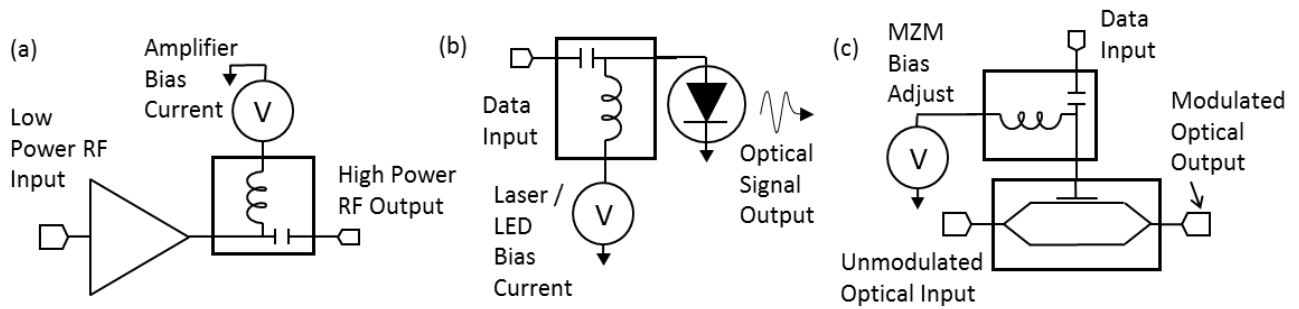 (a)
Amplifier
Bias
Current
V
Low
Power RF
Input
High Power
RF Output
(b)
Data Input
Laser /
LED
Bias
Current
V
Optical
Signal
Output
(c)
MZM
Bias
Adjust
V
Data
Input
Modulated
Optical
Output
Unmodulated
Optical Input